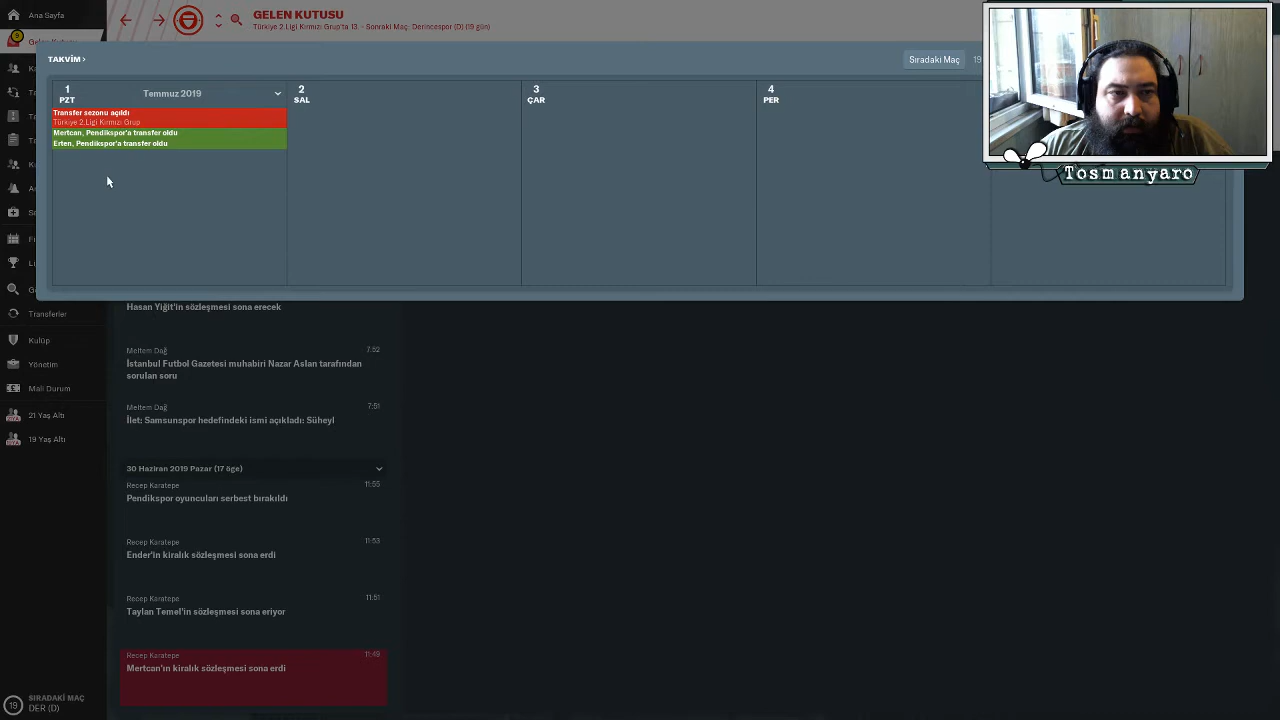 Ana Sayfa
GELEN KUTUSU
Türkiye 2.Ligi Kırmızı Grup'ta 13. – Sonraki Maç: Derincespor (D) (19 gün)
5
TAKVİM ›
Sıradaki Maç
19
1
PZT
Temmuz 2019
2
SAL
3
ÇAR
4
PER
Transfer sezonu açıldı
Türkiye 2.Ligi Kırmızı Grup
Mertcan, Pendikspor'a transfer oldu
Erten, Pendikspor'a transfer oldu
Tosmanyaro
Hasan Yiğit'in sözleşmesi sona erecek
Transferler
Kulüp
Yönetim
Mali Durum
21 Yaş Altı
19 Yaş Altı
Meltem Dağ
7:52
İstanbul Futbol Gazetesi muhabiri Nazar Aslan tarafından
sorulan soru
Meltem Dağ
7:51
İlet: Samsunspor hedefindeki ismi açıkladı: Süheyl
30 Haziran 2019 Pazar (17 öge)
Recep Karatepe
11:55
Pendikspor oyuncuları serbest bırakıldı
Recep Karatepe
11:53
Ender'in kiralık sözleşmesi sona erdi
Recep Karatepe
11:51
Taylan Temel'in sözleşmesi sona eriyor
Recep Karatepe
11:49
Mertcan'ın kiralık sözleşmesi sona erdi
19
SIRADAKİ MAÇ
DER (D)